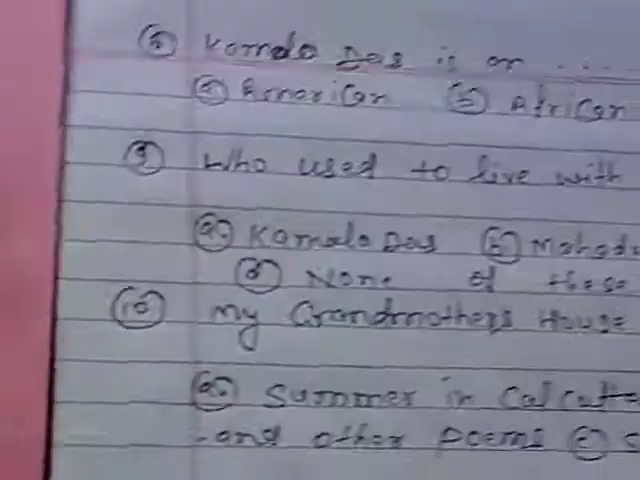 ⑧ Kamala Das is an ....
ⓐ American ⓑ African
⑨ Who used to live with
ⓐ Kamala Das ⓑ
ⓓ None of these
⑩ my Grandmothers House
ⓐ Summer in Calcutta
and other Poems ⓒ